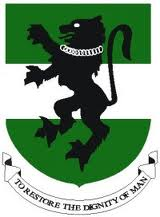 TO RESTORE THE DIGNITY OF MAN